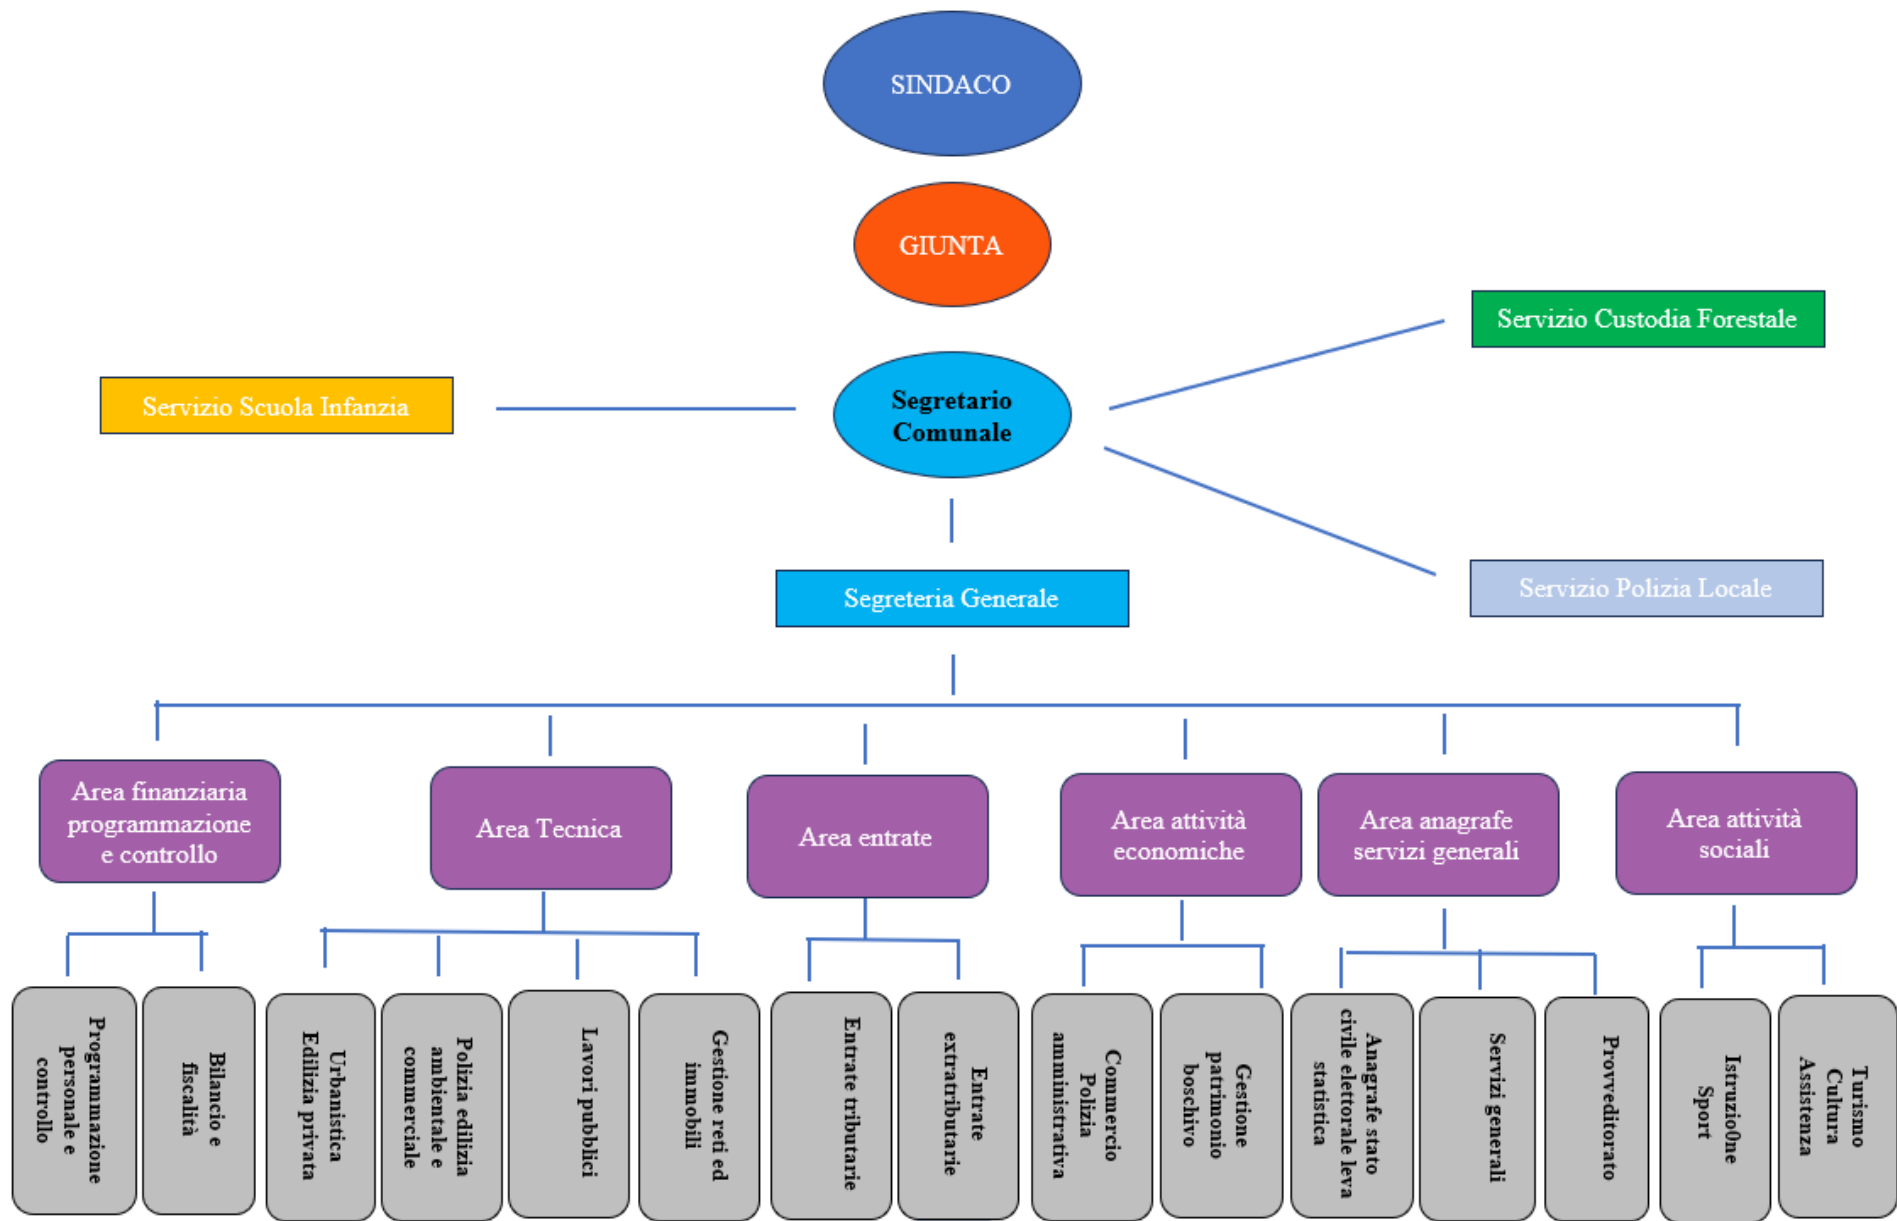 SINDACO
GIUNTA
Servizio Custodia Forestale
Servizio Scuola Infanzia
Segretario
Comunale
Segreteria Generale
Servizio Polizia Locale
Area finanziaria
programmazione
e controllo
Area Tecnica
Area entrate
Area attività
economiche
Area anagrafe
servizi generali
Area attività
sociali
Programmazione
personale e
controllo
Bilancio e
fiscalità
Urbanistica
Edilizia privata
Polizia edilizia
ambientale e
commerciale
Lavori pubblici
Gestione reti ed
immobili
Entrate tributarie
Entrate
extratributarie
Commercio
Polizia
amministrativa
Gestione
patrimonio
boschivo
Anagrafe stato
civile elettorale leva
statistica
Servizi generali
Provveditorato
Istruzio0ne
Sport
Turismo
Cultura
Assistenza